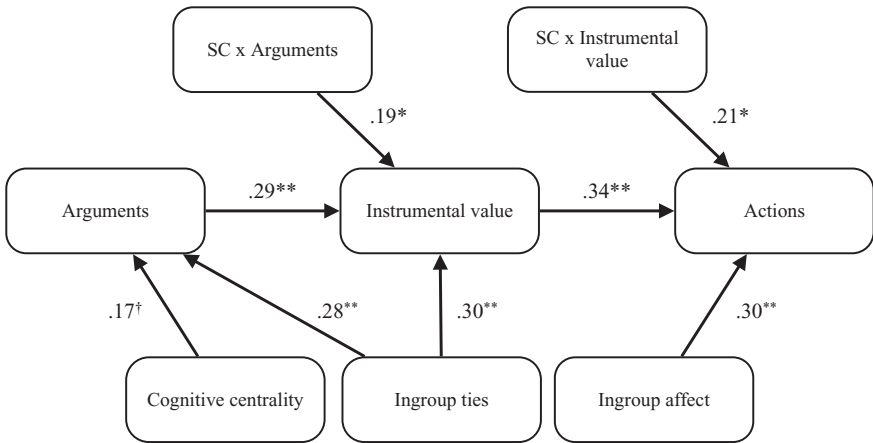 SC x Arguments
SC x Instrumental
value
.19*
.21*
Arguments
.29**
Instrumental value
.34**
Actions
.17†
.28**
.30**
.30**
Cognitive centrality
Ingroup ties
Ingroup affect